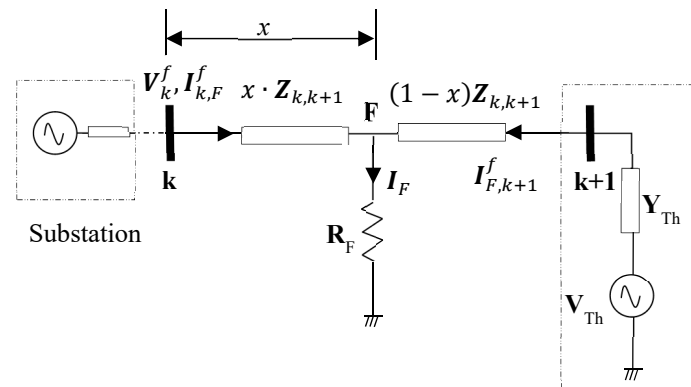 x
V_k^f, I_{k,F}^f
x · Z_{k,k+1}
F
(1 − x)Z_{k,k+1}
k
I_F
I_{F,k+1}^f
k+1
Y_Th
Substation
R_F
V_Th